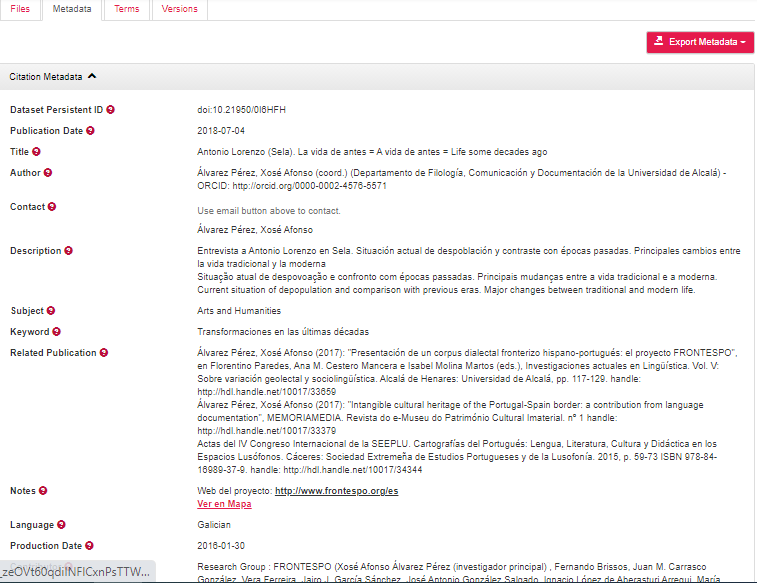 Files Metadata Terms Versions
Export Metadata
Citation Metadata
Dataset Persistent ID doi:10.21950/0I6HFH
Publication Date 2018-07-04
Title Antonio Lorenzo (Sela). La vida de antes = A vida de antes = Life some decades ago
Author Álvarez Pérez, Xosé Afonso (coord.) (Departamento de Filología, Comunicación y Documentación de la Universidad de Alcalá) -
ORCID: http://orcid.org/0000-0002-4576-5571
Contact Use email button above to contact.
Álvarez Pérez, Xosé Afonso
Description Entrevista a Antonio Lorenzo en Sela. Situación actual de despoblación y contraste con épocas pasadas. Principales cambios entre
la vida tradicional y la moderna
Situação atual de despovoação e confronto com épocas passadas. Principais mudanças entre a vida tradicional e a moderna.
Current situation of depopulation and comparison with previous eras. Major changes between traditional and modern life.
Subject Arts and Humanities
Keyword Transformaciones en las últimas décadas
Related Publication Álvarez Pérez, Xosé Afonso (2017): "Presentación de un corpus dialectal fronterizo hispano-portugués: el proyecto FRONTESPO",
en Florentino Paredes, Ana M. Cestero Mancera e Isabel Molina Martos (eds.), Investigaciones actuales en Lingüística. Vol. V:
Sobre variación geolectal y sociolingüística. Alcalá de Henares: Universidad de Alcalá, pp. 117-129. handle:
http://hdl.handle.net/10017/33659
Álvarez Pérez, Xosé Afonso (2017): "Intangible cultural heritage of the Portugal-Spain border: a contribution from language
documentation", MEMORIAMEDIA. Revista do e-Museu do Património Cultural Imaterial. nº 1 handle:
http://hdl.handle.net/10017/33379
Actas del IV Congreso Internacional de la SEEPLU. Cartografías del Portugués: Lengua, Literatura, Cultura y Didáctica en los
Espacios Lusófonos. Cáceres: Sociedad Extremeña de Estudios Portugueses y de la Lusofonía. 2015, p. 59-73 ISBN 978-84-
16989-37-9. handle: http://hdl.handle.net/10017/34344
Notes Web del proyecto: http://www.frontespo.org/es
Ver en Mapa
Language Galician
Production Date 2016-01-30
Research Group : FRONTESPO (Xosé Afonso Álvarez Pérez (investigador principal) , Fernando Brissos, Juan M. Carrasco
González, Vera Ferreira, Jairo J. García Sánchez, José Antonio González Salgado, Ignacio López de Aberasturi Arregui, María